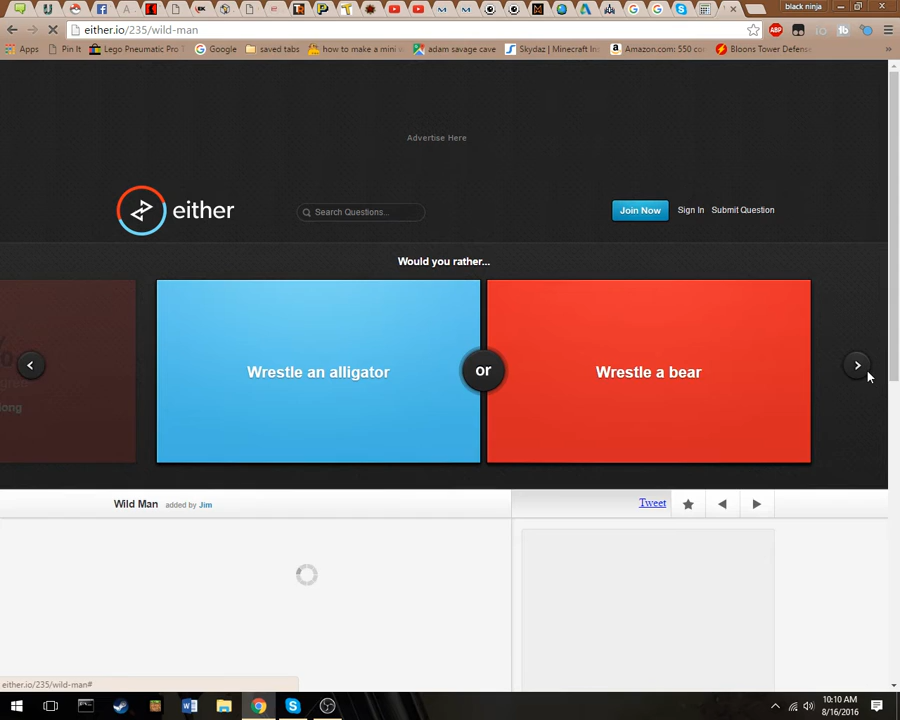 black ninja
either.io/235/wild-man
ABP
Apps Pin It Lego Pneumatic Pro T Google saved tabs how to make a mini adam savage cave Skydaz | Minecraft In Amazon.com: 550 co Bloons Tower Defens »
Advertise Here
either
Search Questions...
Join Now Sign In Submit Question
Would you rather...
Wrestle an alligator or Wrestle a bear
long
Wild Man added by Jim Tweet
either.io/235/wild-man#
10:10 AM
8/16/2016